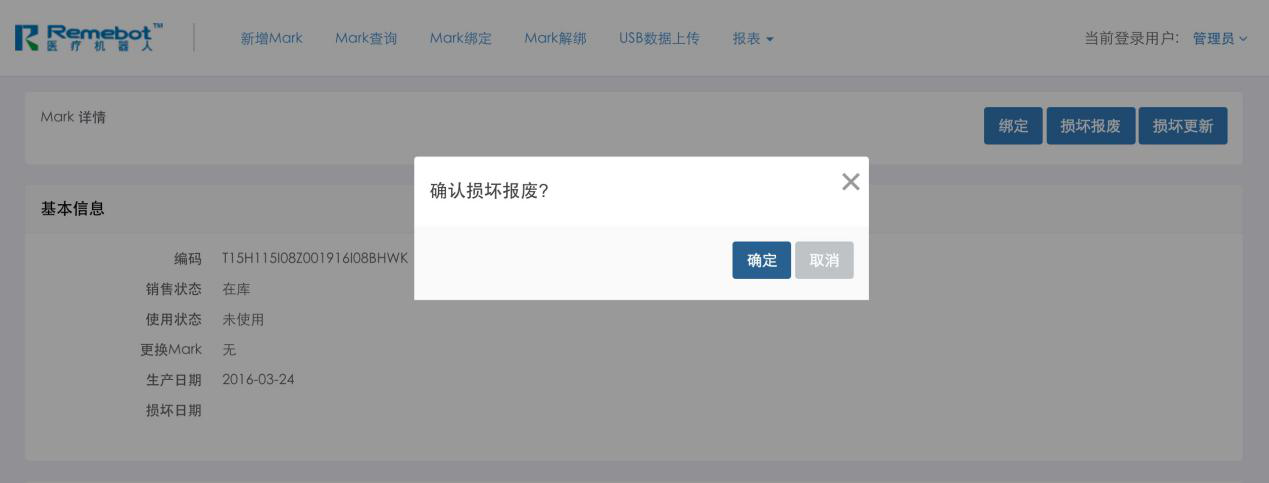 Remebot™
医疗机器人
新增Mark Mark查询 Mark绑定 Mark解绑 USB数据上传 报表 当前登录用户: 管理员
Mark 详情 绑定 损坏报废 损坏更新
确认损坏报废?
确定 取消
基本信息
编码 T15H115I08Z001916I08BHWK
销售状态 在库
使用状态 未使用
更换Mark 无
生产日期 2016-03-24
损坏日期